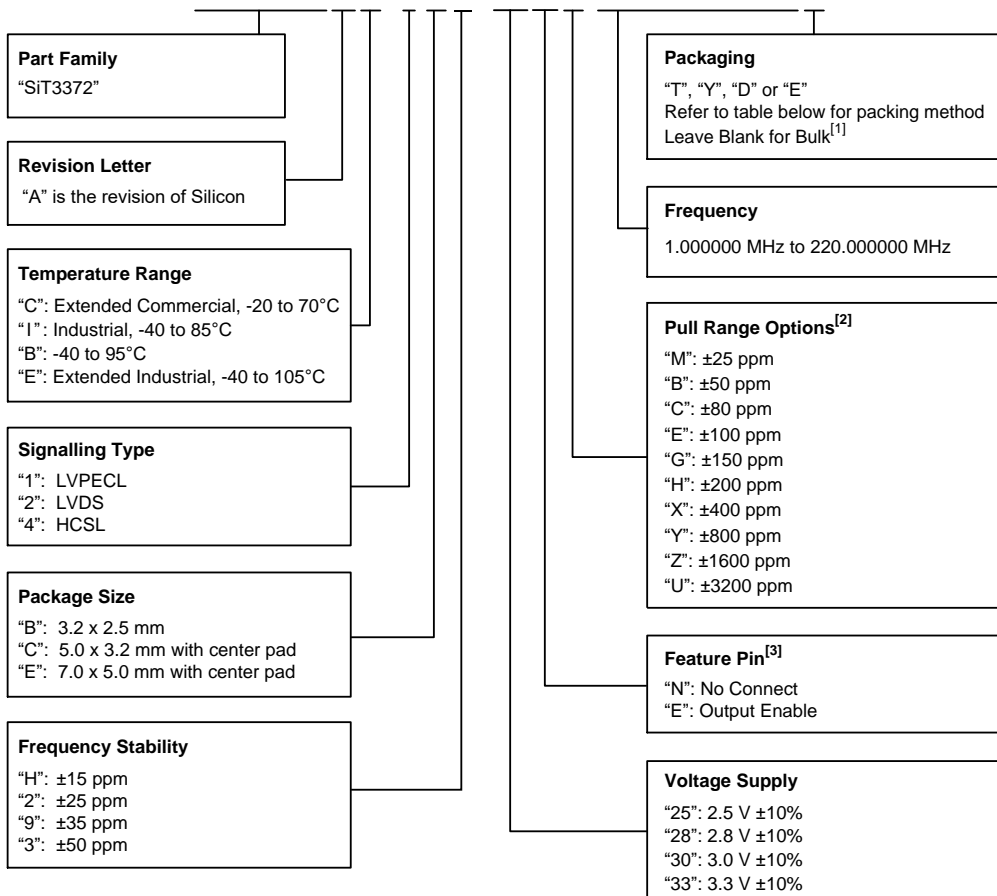 Part Family
“SiT3372”
Revision Letter
“A” is the revision of Silicon
Temperature Range
“C”: Extended Commercial, -20 to 70°C
“I”: Industrial, -40 to 85°C
“B”: -40 to 95°C
“E”: Extended Industrial, -40 to 105°C
Signalling Type
“1”: LVPECL
“2”: LVDS
“4”: HCSL
Package Size
“B”: 3.2 x 2.5 mm
“C”: 5.0 x 3.2 mm with center pad
“E”: 7.0 x 5.0 mm with center pad
Frequency Stability
“H”: ±15 ppm
“2”: ±25 ppm
“9”: ±35 ppm
“3”: ±50 ppm
Packaging
“T”, “Y”, “D” or “E”
Refer to table below for packing method
Leave Blank for Bulk[1]
Frequency
1.000000 MHz to 220.000000 MHz
Pull Range Options[2]
“M”: ±25 ppm
“B”: ±50 ppm
“C”: ±80 ppm
“E”: ±100 ppm
“G”: ±150 ppm
“H”: ±200 ppm
“X”: ±400 ppm
“Y”: ±800 ppm
“Z”: ±1600 ppm
“U”: ±3200 ppm
Feature Pin[3]
“N”: No Connect
“E”: Output Enable
Voltage Supply
“25”: 2.5 V ±10%
“28”: 2.8 V ±10%
“30”: 3.0 V ±10%
“33”: 3.3 V ±10%